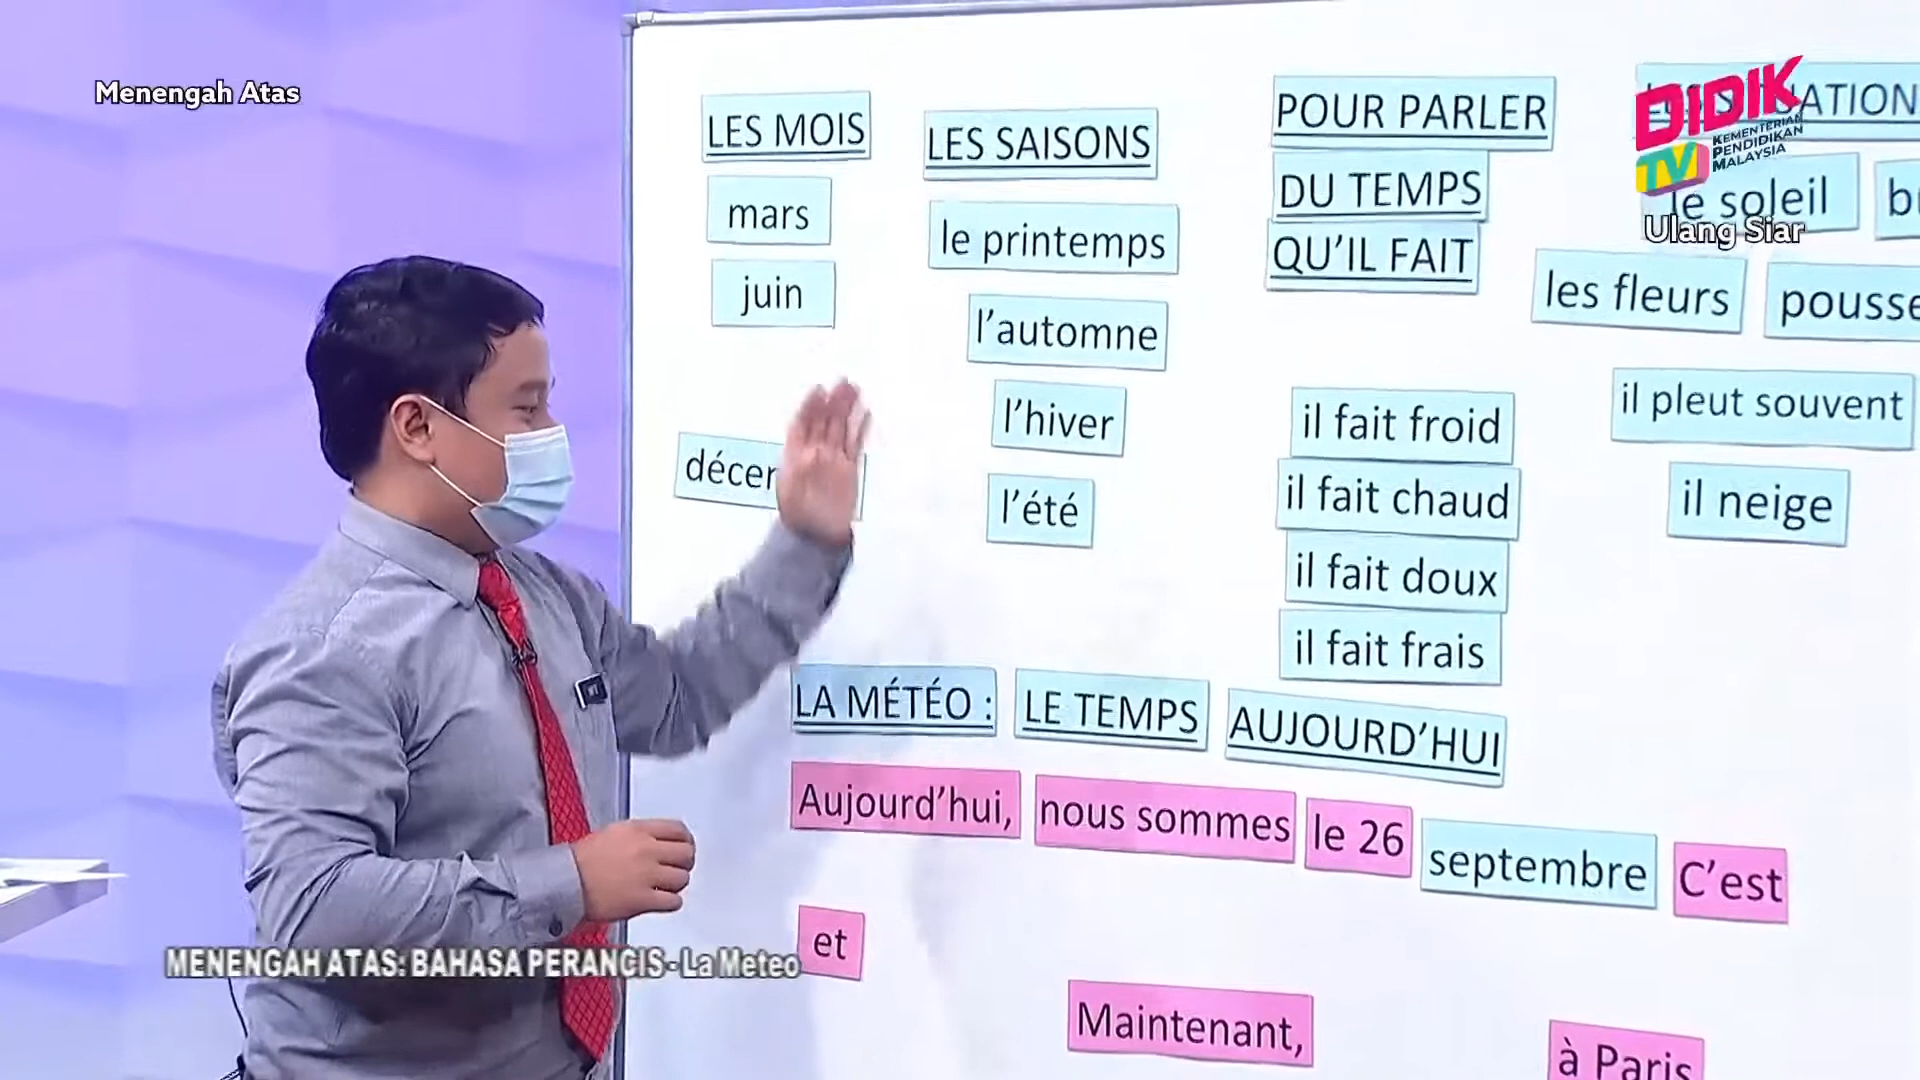 Menengah Atas
DIDIK
TV
KEMENTERIAN
PENDIDIKAN
MALAYSIA
Ulang Siar
LES MOIS
mars
juin
LES SAISONS
le printemps
l'automne
l'hiver
l'été
POUR PARLER
DU TEMPS
QU'IL FAIT
il fait froid
il fait chaud
il fait doux
il fait frais
le soleil
les fleurs
il pleut souvent
il neige
LA MÉTÉO : LE TEMPS AUJOURD'HUI
Aujourd'hui, nous sommes le 26 septembre C'est
et
Maintenant, à Paris
MENENGAH ATAS: BAHASA PERANCIS - La Meteo